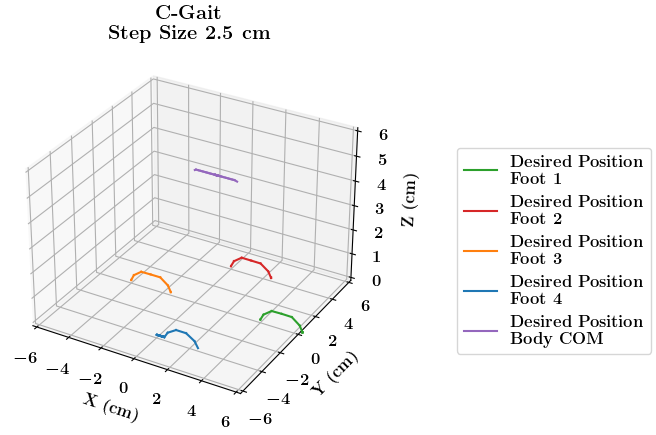 C-Gait
Step Size 2.5 cm
6
5
4
3
2
1
0
Z (cm)
−6
−4
−2
0
2
4
6
X (cm)
−6
−4
−2
0
2
4
6
Y (cm)
Desired Position
Foot 1
Desired Position
Foot 2
Desired Position
Foot 3
Desired Position
Foot 4
Desired Position
Body COM